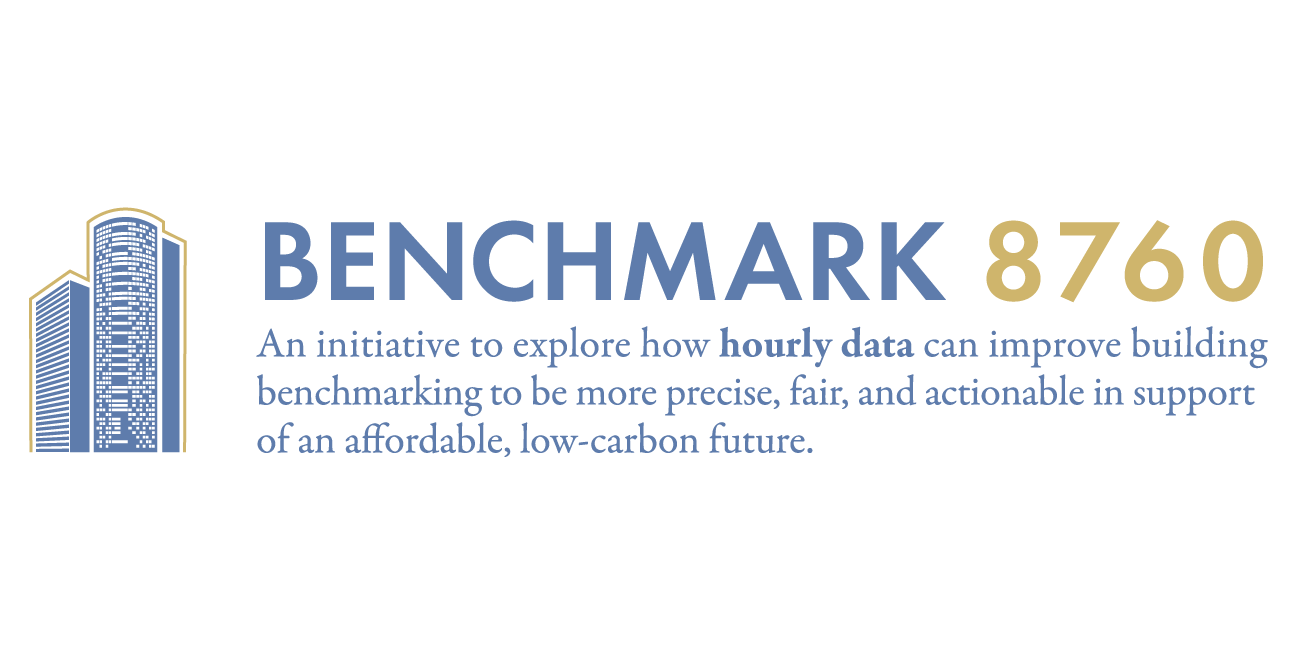 BENCHMARK 8760
An initiative to explore how hourly data can improve building
benchmarking to be more precise, fair, and actionable in support
of an affordable, low-carbon future.